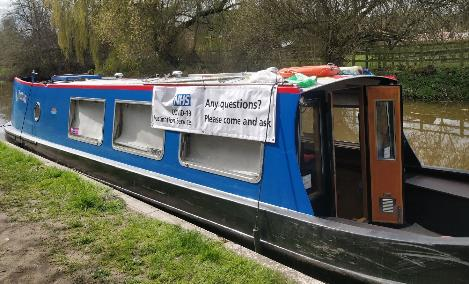 NHS
COVID-19
Vaccination
Service
Any questions?
Please come and ask